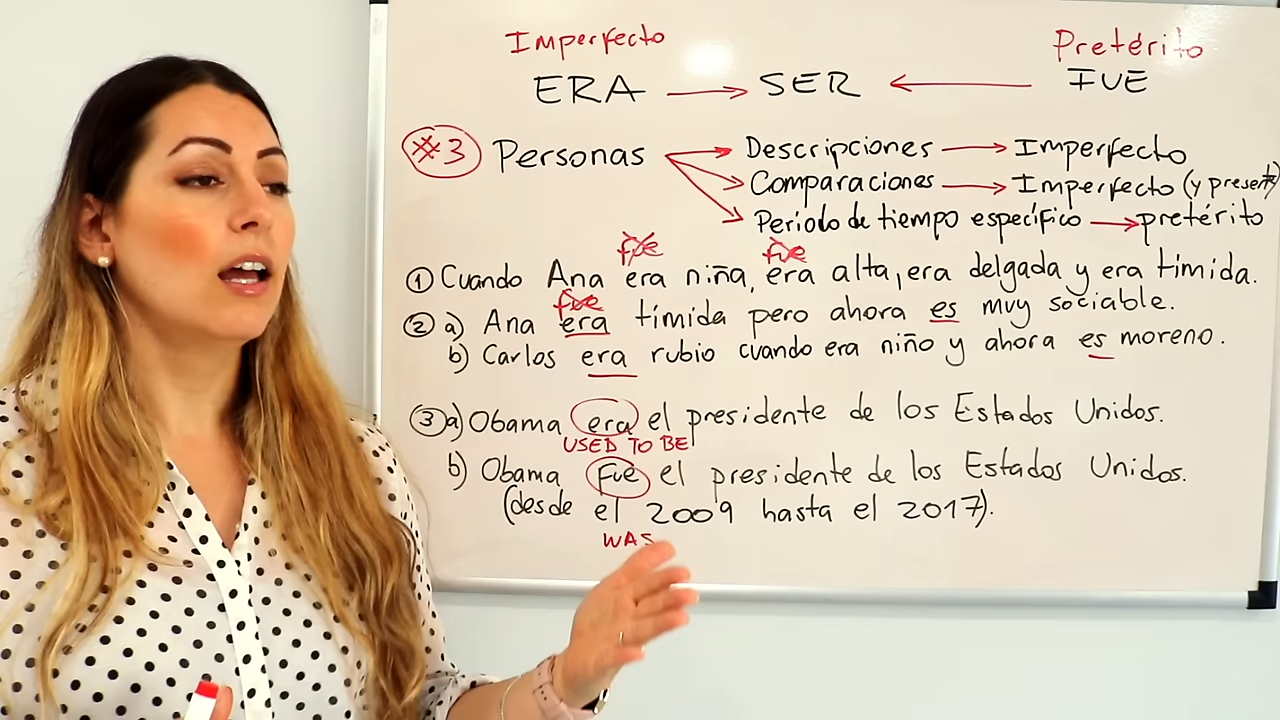 Imperfecto Pretérito
ERA → SER ← FUE
#3 Personas → Descripciones → Imperfecto
→ Comparaciones → Imperfecto (y presente)
→ Periodo de tiempo específico → pretérito
fue fue
① Cuando Ana era niña, era alta, era delgada y era tímida.
fue
② a) Ana era tímida pero ahora es muy sociable.
b) Carlos era rubio cuando era niño y ahora es moreno.
③ a) Obama era el presidente de los Estados Unidos.
USED TO BE
b) Obama Fue el presidente de los Estados Unidos.
(desde el 2009 hasta el 2017).
WAS